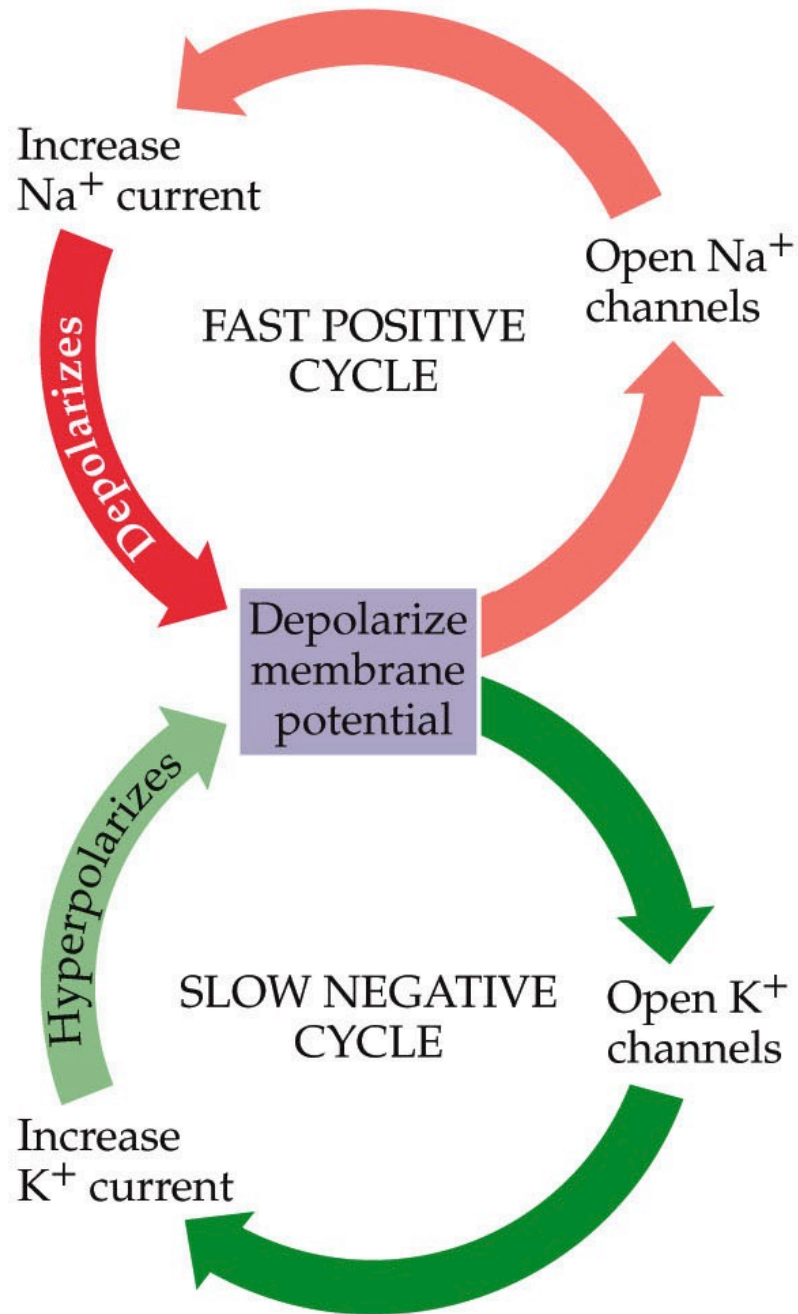 Increase
Na⁺ current
Open Na⁺
channels
FAST POSITIVE
CYCLE
Depolarizes
Depolarize
membrane
potential
Hyperpolarizes
SLOW NEGATIVE
CYCLE
Open K⁺
channels
Increase
K⁺ current